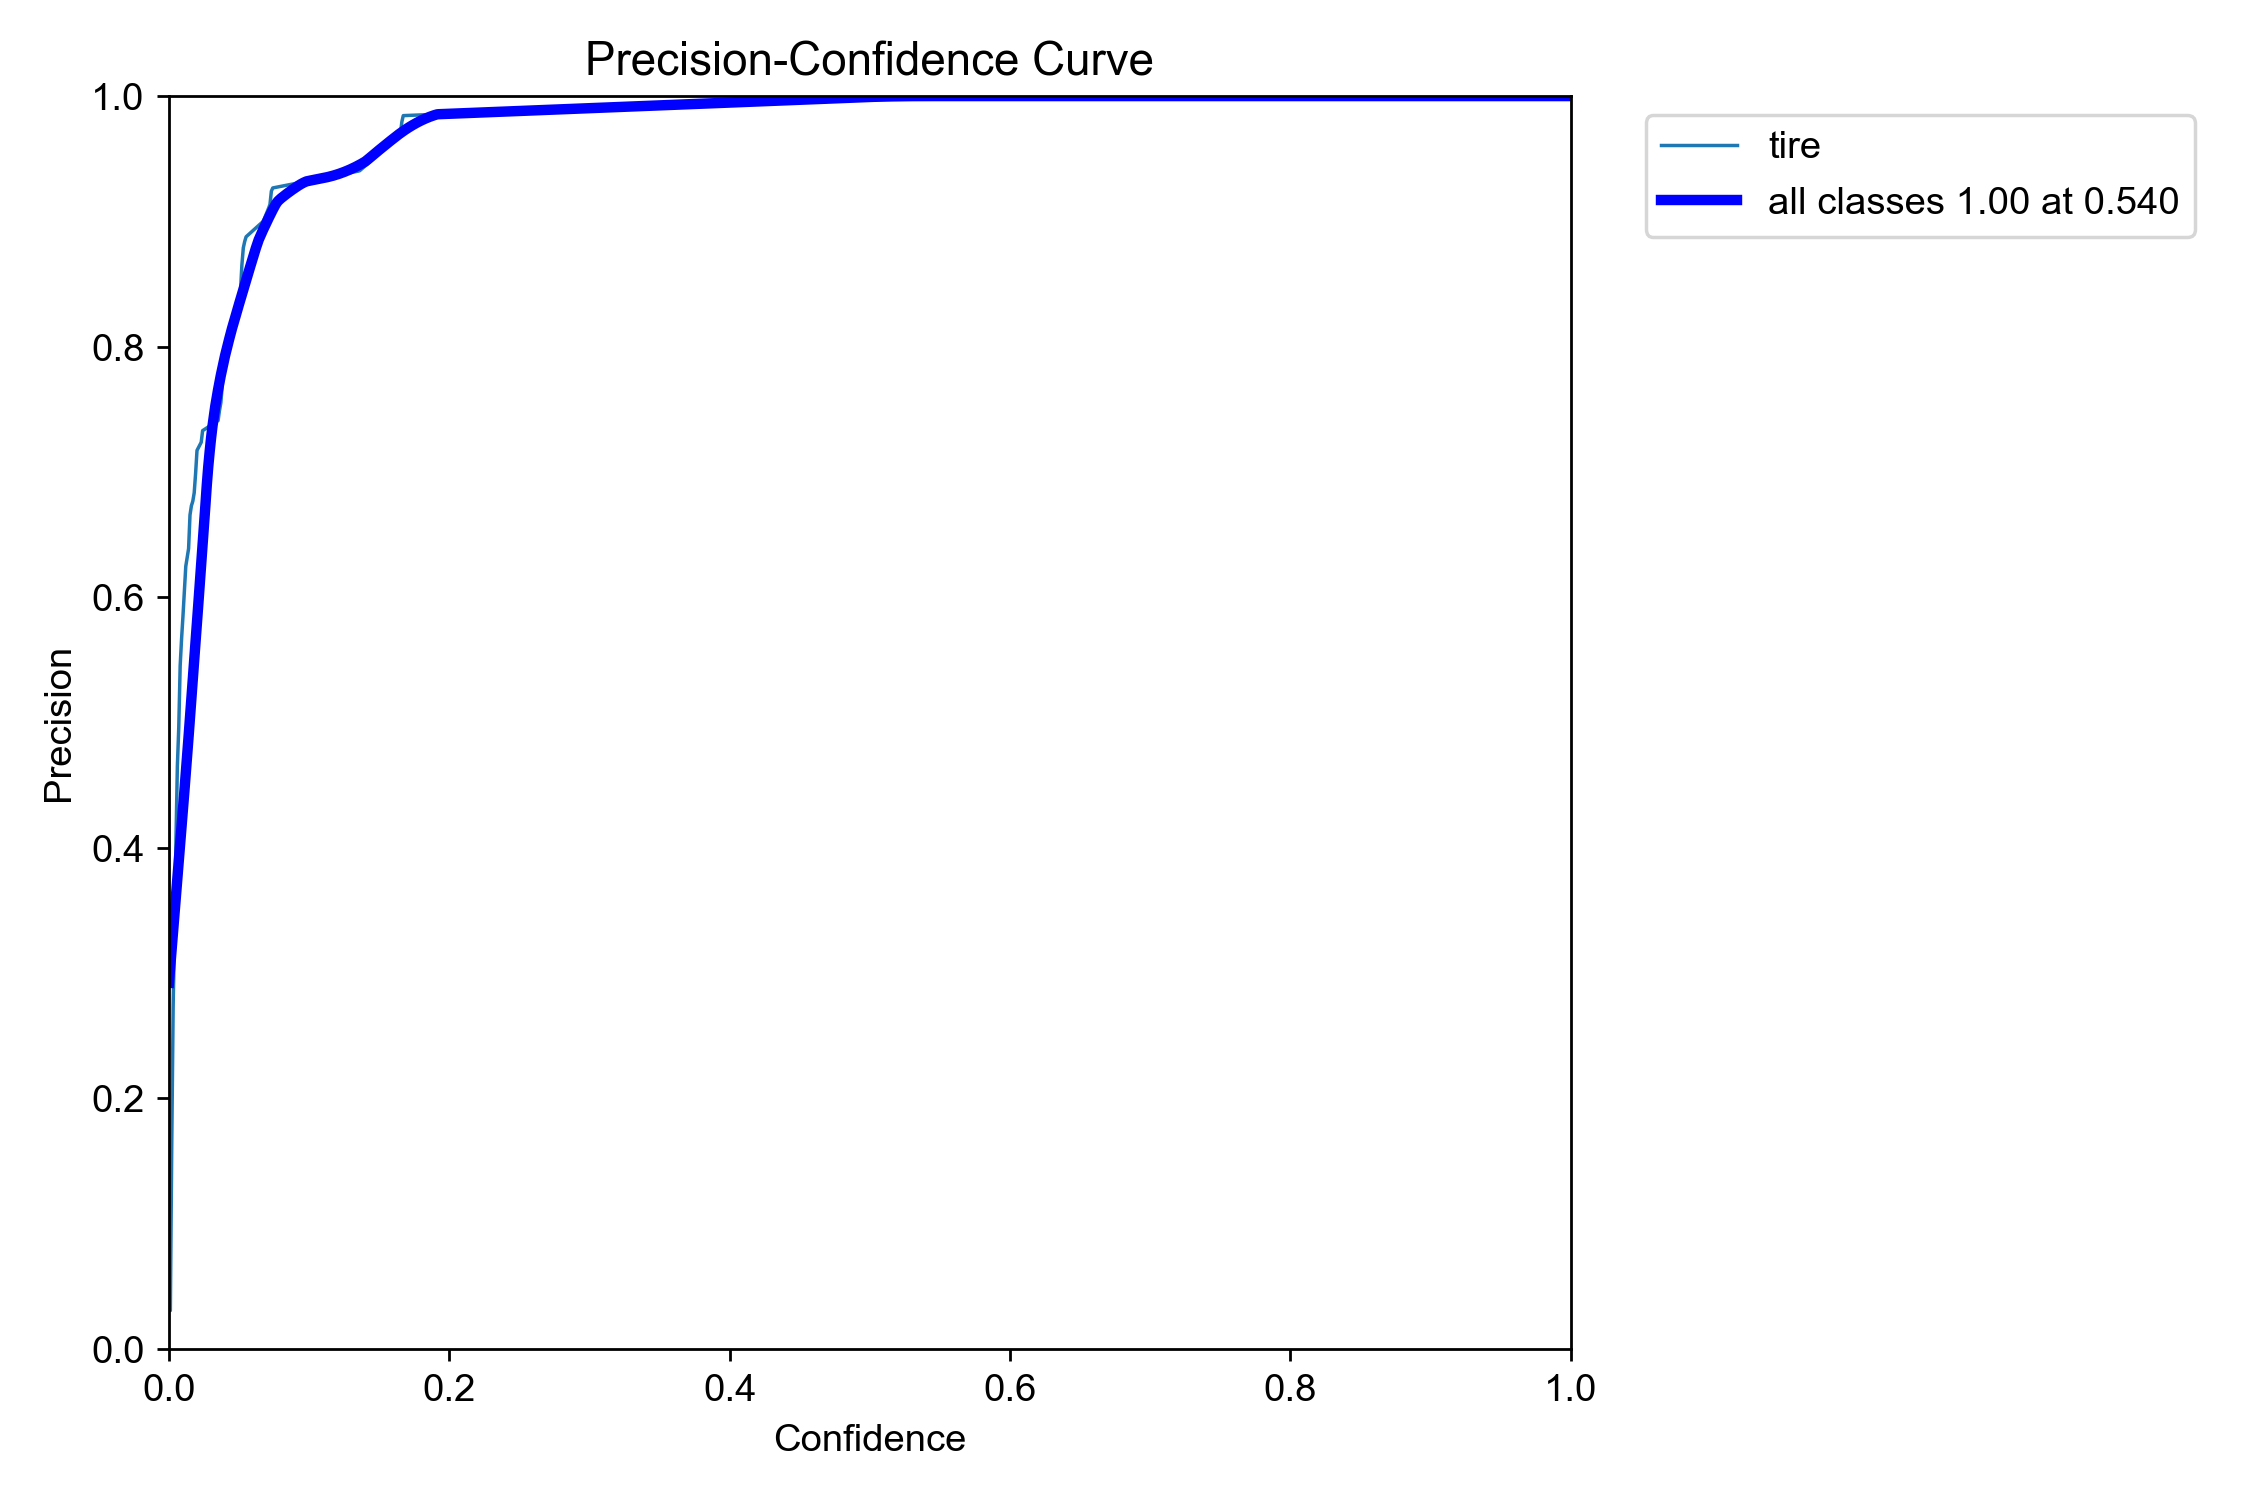 Precision-Confidence Curve
1.0
0.8
0.6
0.4
0.2
0.0
Precision
0.0 0.2 0.4 0.6 0.8 1.0
Confidence
tire
all classes 1.00 at 0.540